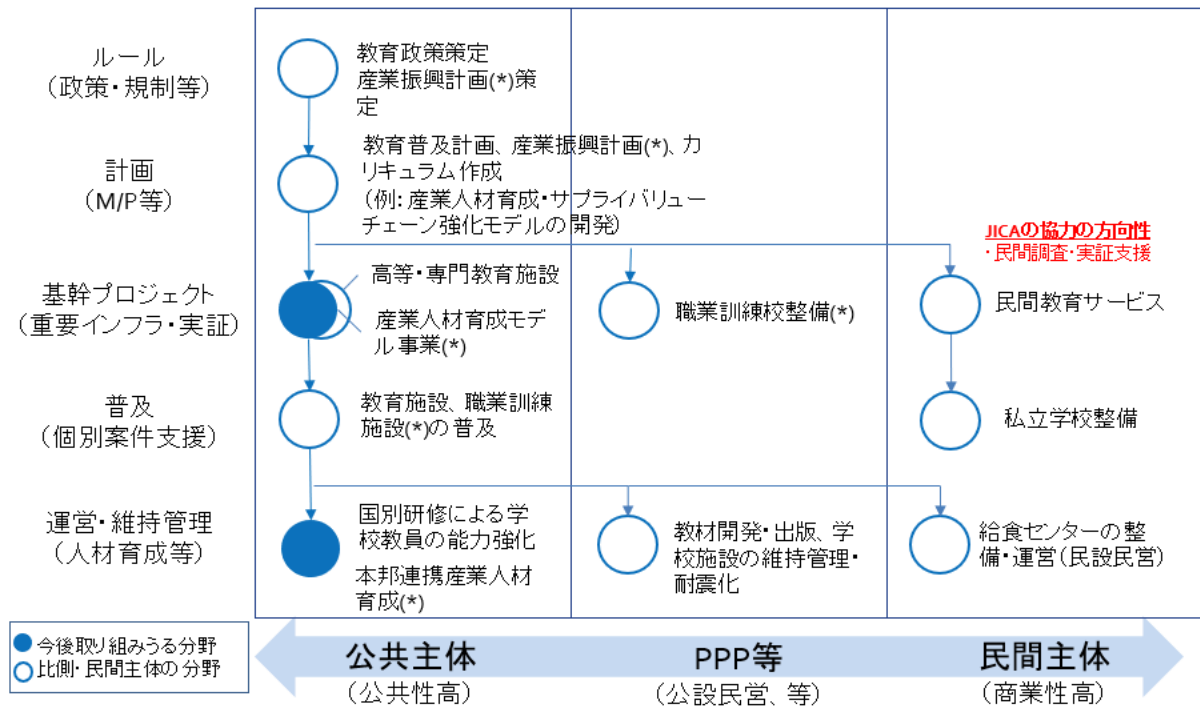 ルール
（政策・規制等）
教育政策策定
産業振興計画(*)策
定
計画
（M/P等）
教育普及計画、産業振興計画(*)、カ
リキュラム作成
（例: 産業人材育成・サプライバリュー
チェーン強化モデルの開発）
JICAの協力の方向性
・民間調査・実証支援
基幹プロジェクト
（重要インフラ・実証）
高等・専門教育施設
産業人材育成モデ
ル事業(*)
職業訓練校整備(*)
民間教育サービス
普及
（個別案件支援）
教育施設、職業訓練
施設(*)の普及
私立学校整備
運営・維持管理
（人材育成等）
国別研修による学
校教員の能力強化
本邦連携産業人材
育成(*)
教材開発・出版、学
校施設の維持管理・
耐震化
給食センターの整
備・運営（民設民営）
今後取り組みうる分野
比側・民間主体の分野
公共主体
（公共性高）
PPP等
（公設民営、等）
民間主体
（商業性高）